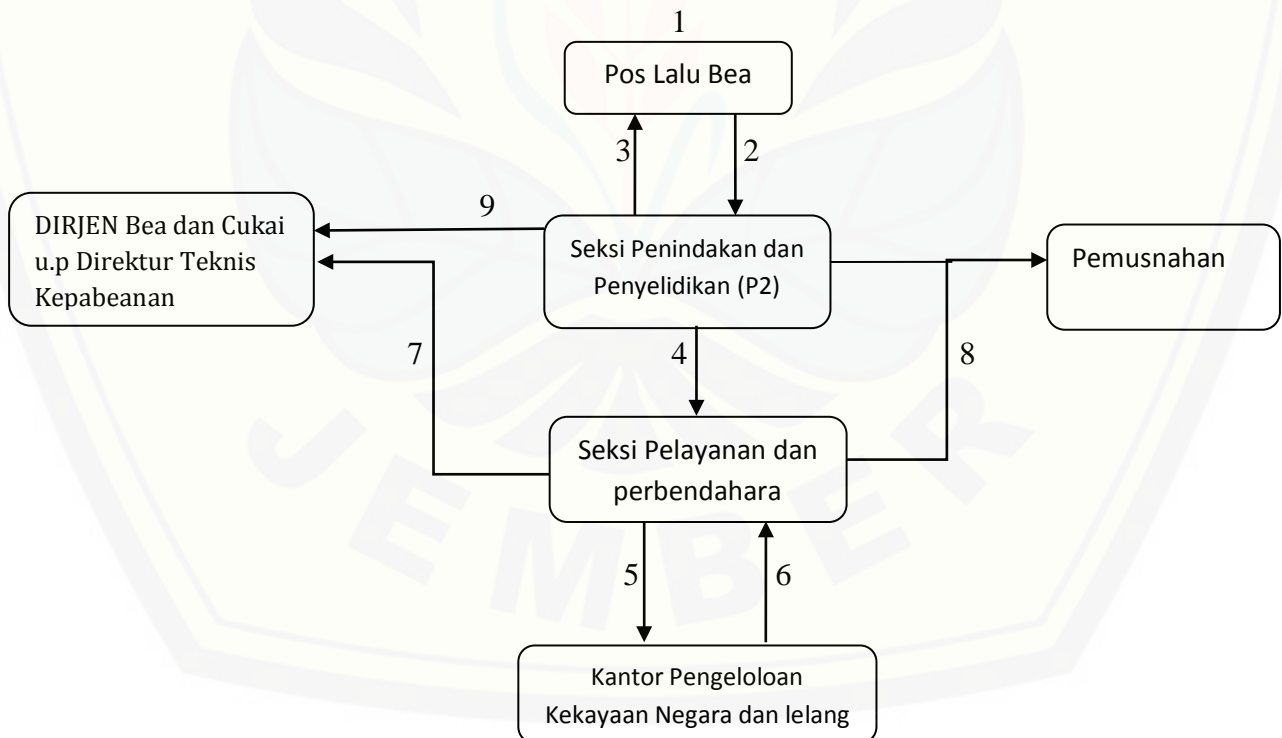 1
Pos Lalu Bea
3
2
9
DIRJEN Bea dan Cukai
u.p Direktur Teknis
Kepabeanan
Seksi Penindakan dan
Penyelidikan (P2)
Pemusnahan
7
4
8
Seksi Pelayanan dan
perbendahara
5
6
Kantor Pengeloloan
Kekayaan Negara dan lelang
JEMBER